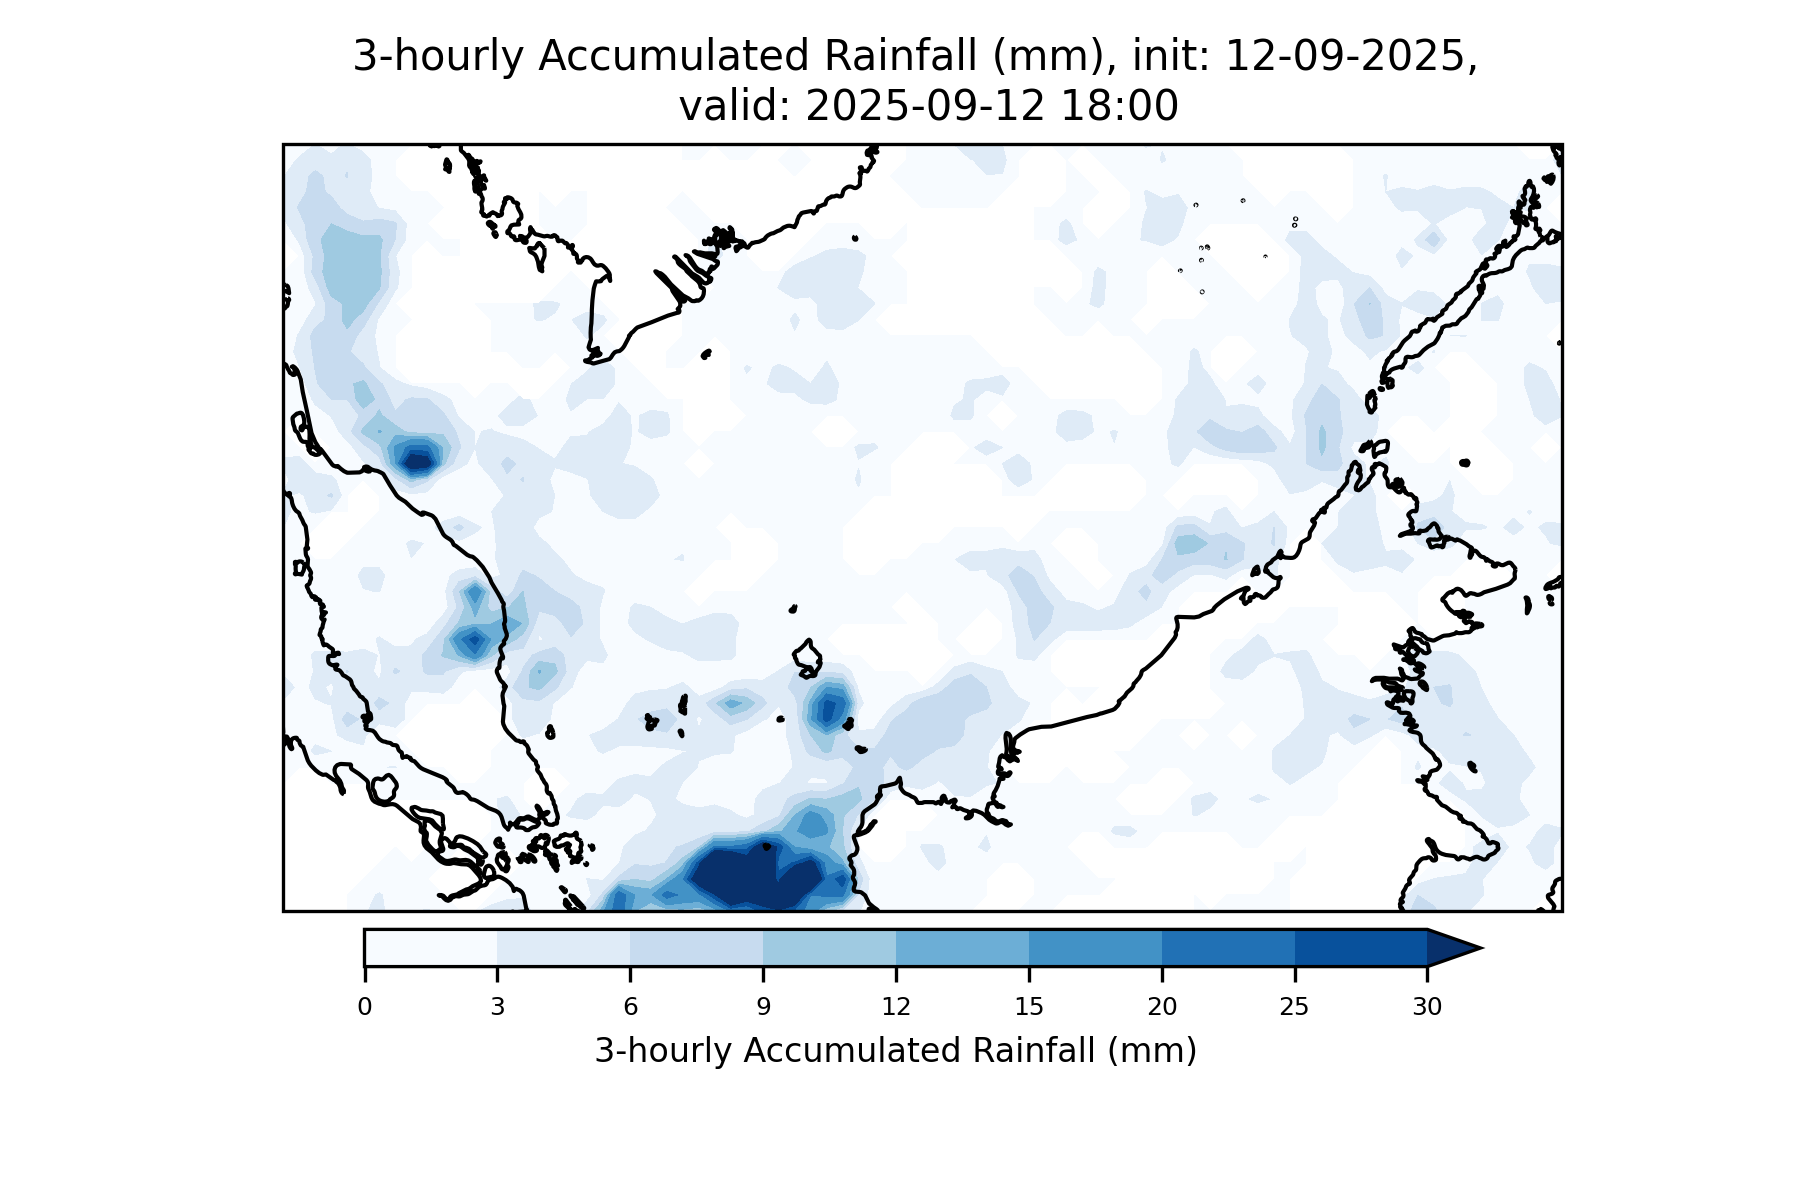 3-hourly Accumulated Rainfall (mm), init: 12-09-2025,
valid: 2025-09-12 18:00
0 3 6 9 12 15 20 25 30
3-hourly Accumulated Rainfall (mm)